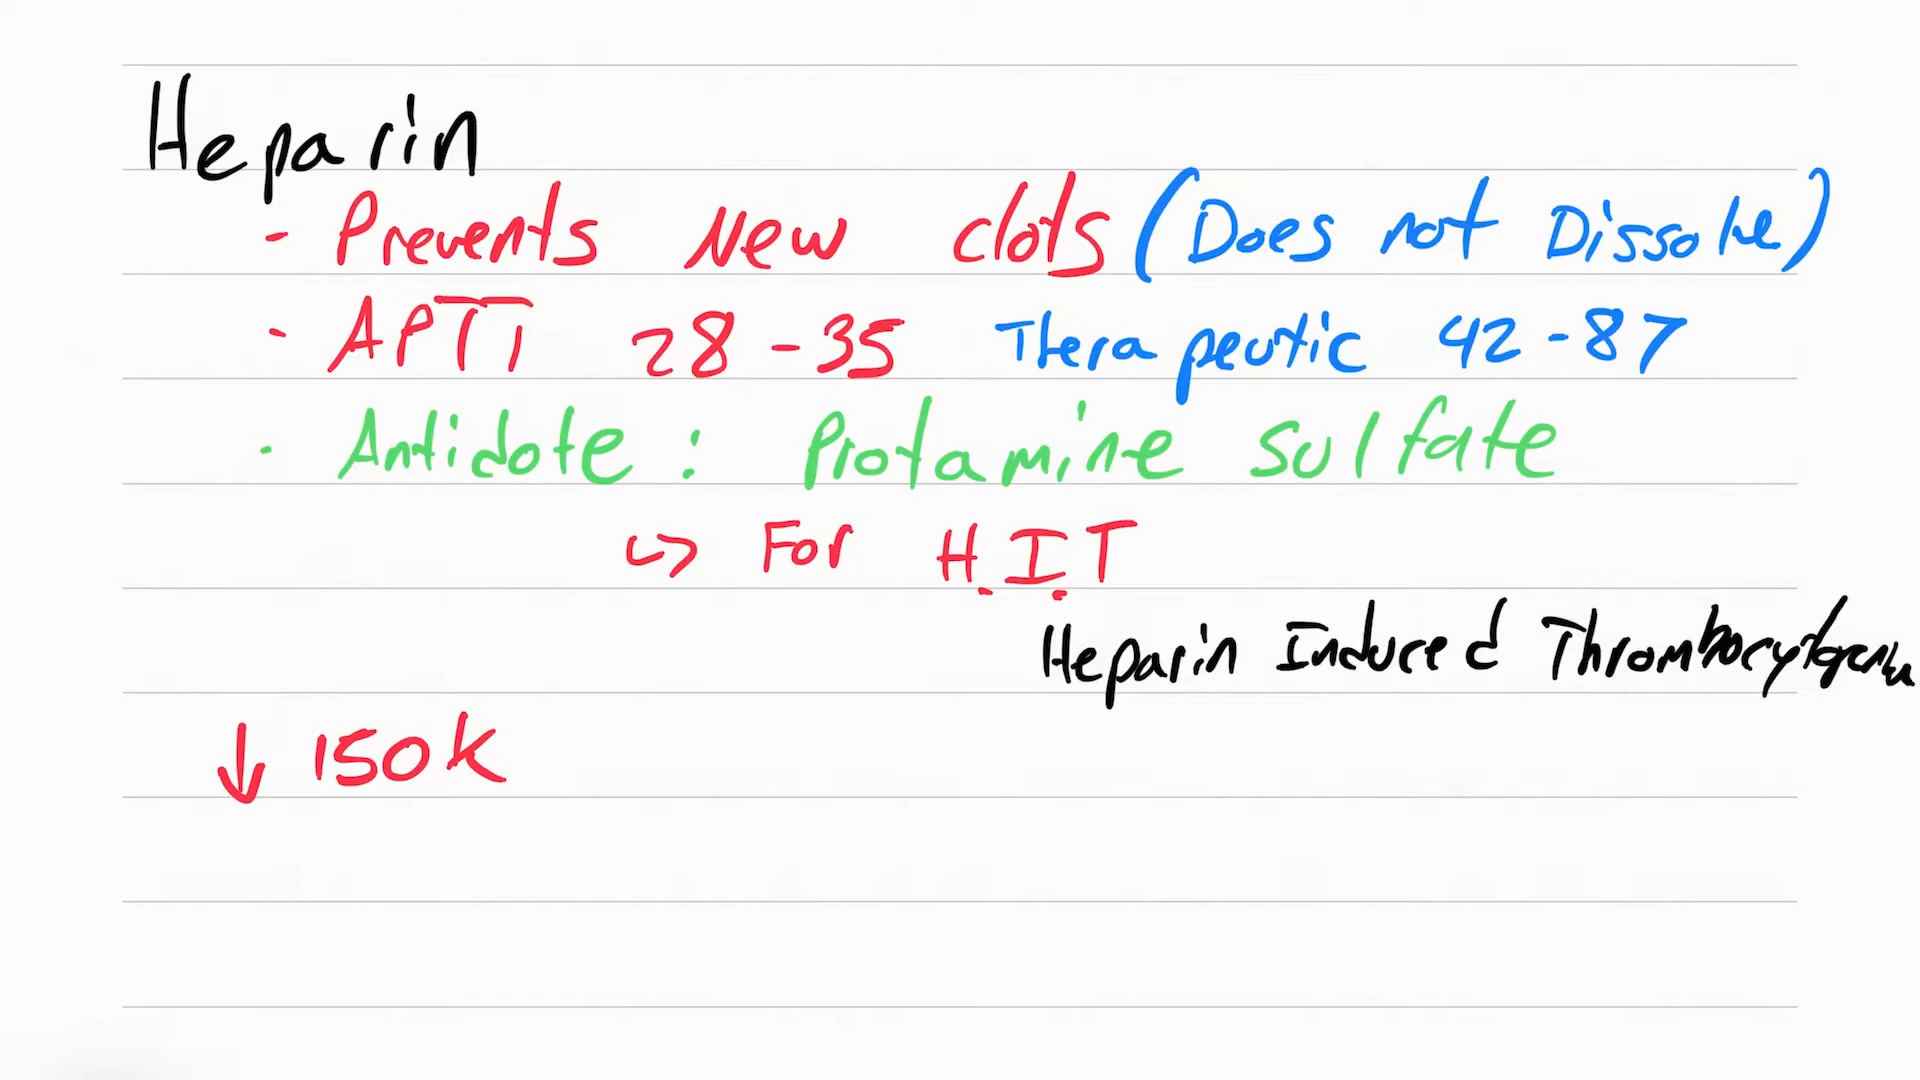 Heparin
- Prevents New clots (Does not Dissolve)
- APTT 28-35 Therapeutic 42-87
- Antidote: Protamine sulfate
↳ For H.I.T
Heparin Induced Thrombocytopenia
↓ 150k